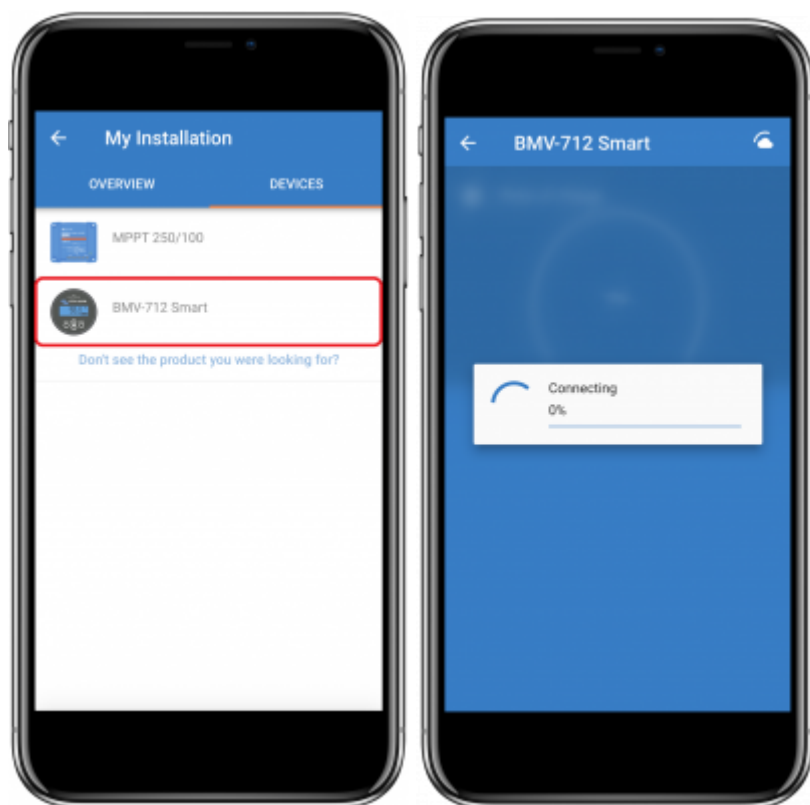 My Installation
OVERVIEW
DEVICES
MPPT 250/100
BMV-712 Smart
Don't see the product you were looking for?
BMV-712 Smart
Connecting
0%